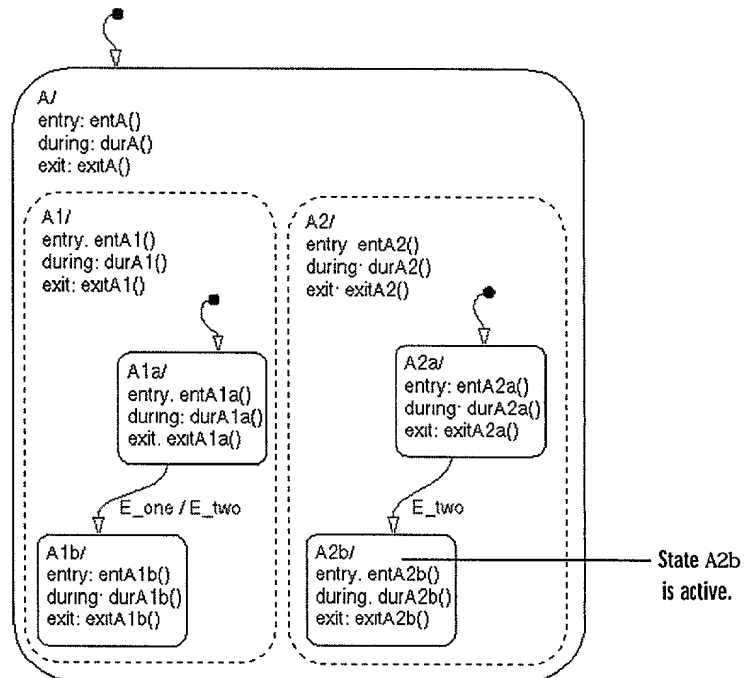 A/
entry: entA()
during: durA()
exit: exitA()
A1/
entry. entA1()
during: durA1()
exit: exitA1()
A2/
entry entA2()
during· durA2()
exit· exitA2()
A1a/
entry. entA1a()
during: durA1a()
exit. exitA1a()
A2a/
entry: entA2a()
during· durA2a()
exit: exitA2a()
E_one / E_two
E_two
A1b/
entry: entA1b()
during· durA1b()
exit: exitA1b()
A2b/
entry. entA2b()
during. durA2b()
exit: exitA2b()
State A2b
is active.